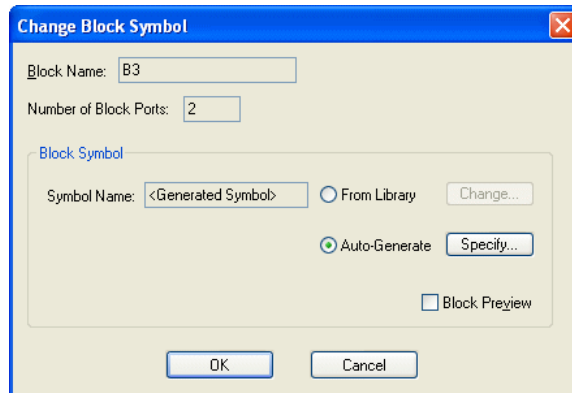 Change Block Symbol
Block Name: B3
Number of Block Ports: 2
Block Symbol
Symbol Name: <Generated Symbol> From Library Change...
Auto-Generate Specify...
Block Preview
OK Cancel